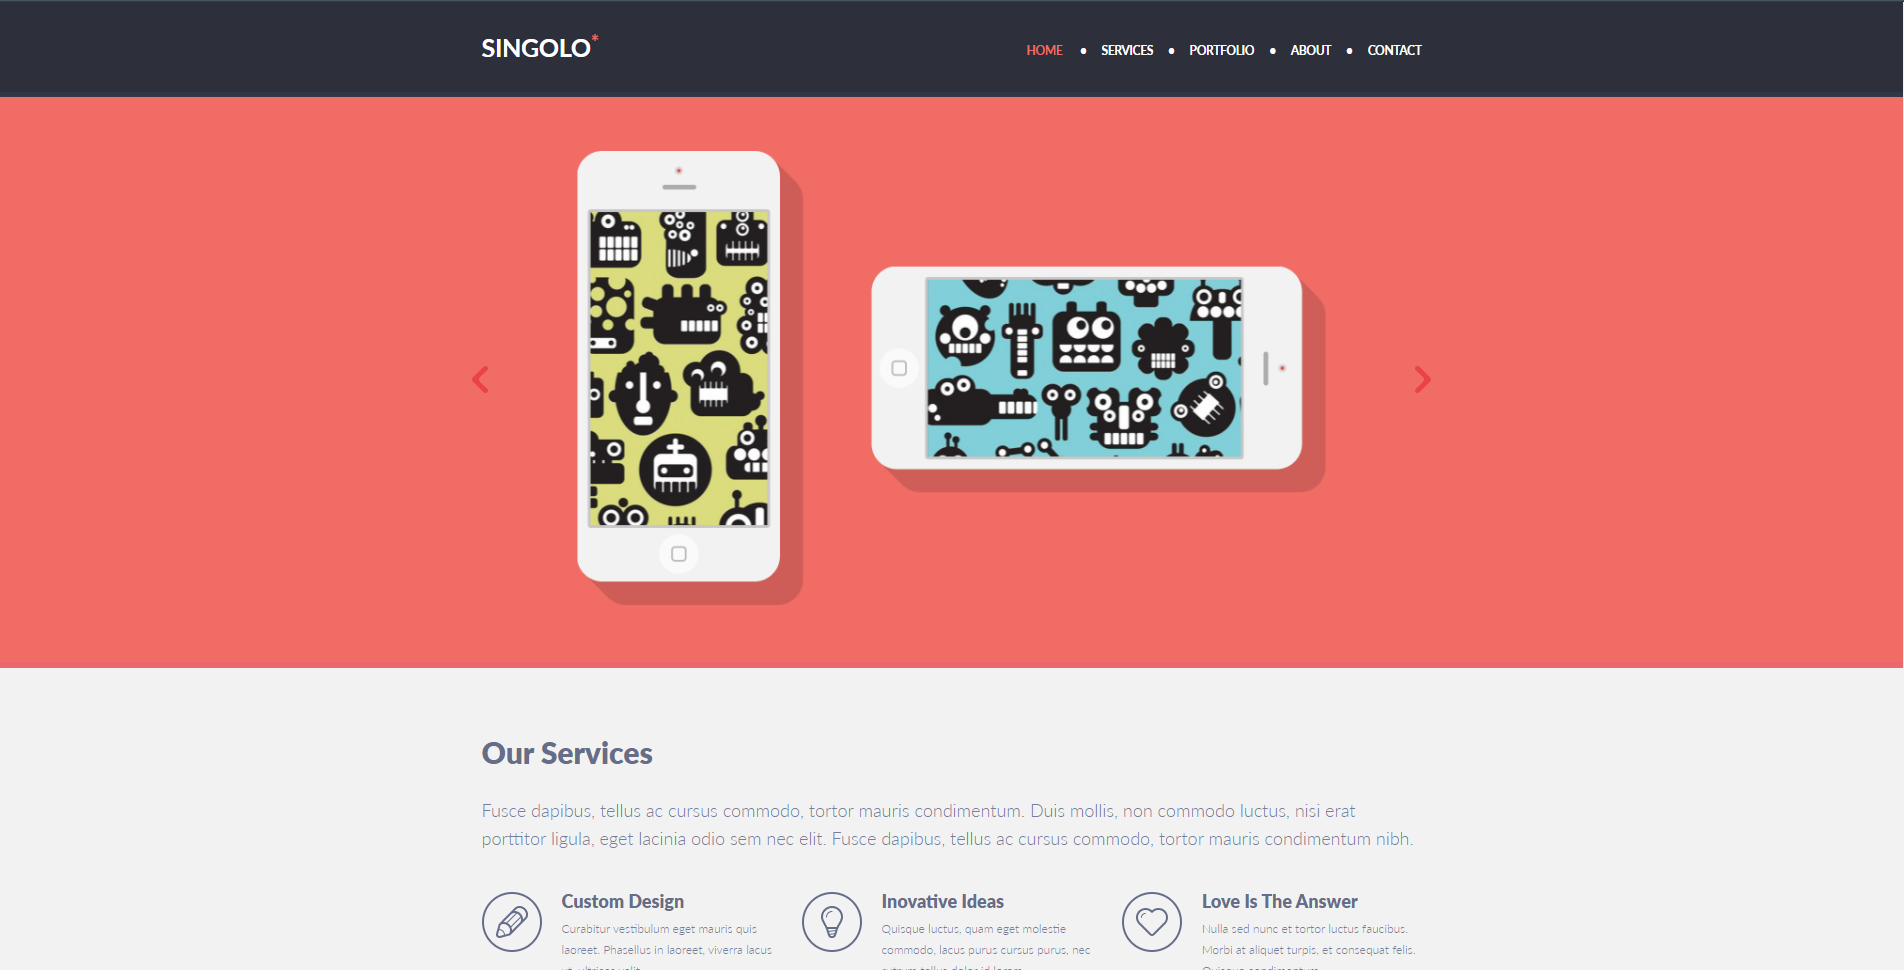 SINGOLO*
HOME • SERVICES • PORTFOLIO • ABOUT • CONTACT
Our Services
Fusce dapibus, tellus ac cursus commodo, tortor mauris condimentum. Duis mollis, non commodo luctus, nisi erat
porttitor ligula, eget lacinia odio sem nec elit. Fusce dapibus, tellus ac cursus commodo, tortor mauris condimentum nibh.
Custom Design
Curabitur vestibulum eget mauris quis
laoreet. Phasellus in laoreet, viverra lacus
Inovative Ideas
Quisque luctus, quam eget molestie
commodo, lacus purus cursus purus, nec
Love Is The Answer
Nulla sed nunc et tortor luctus faucibus.
Morbi at aliquet turpis, et consequat felis.